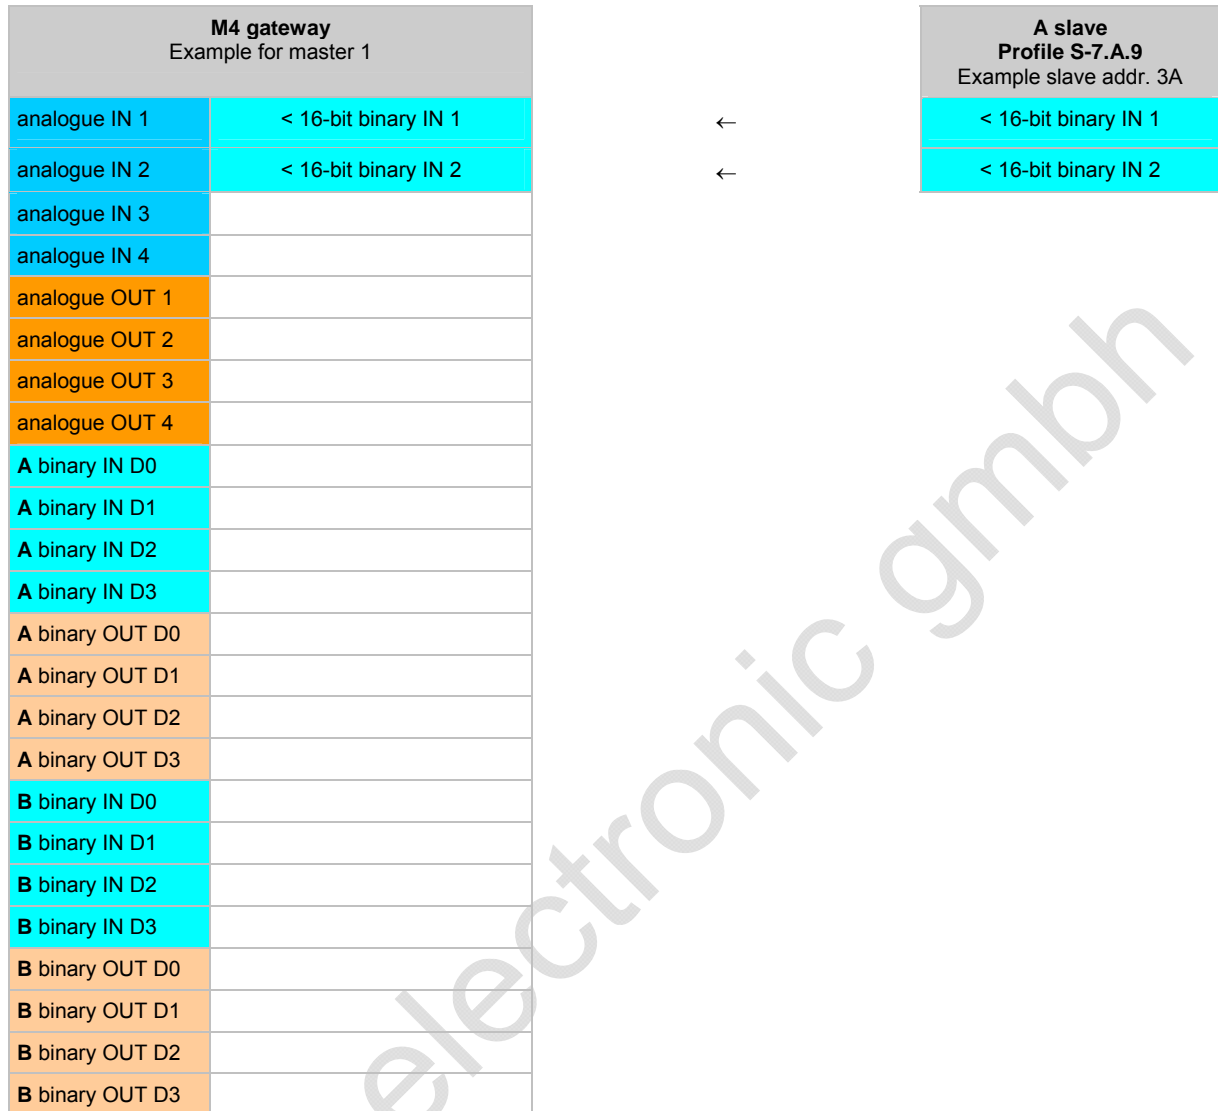 M4 gateway
Example for master 1
A slave
Profile S-7.A.9
Example slave addr. 3A
analogue IN 1 < 16-bit binary IN 1 ← < 16-bit binary IN 1
analogue IN 2 < 16-bit binary IN 2 ← < 16-bit binary IN 2
analogue IN 3
analogue IN 4
analogue OUT 1
analogue OUT 2
analogue OUT 3
analogue OUT 4
A binary IN D0
A binary IN D1
A binary IN D2
A binary IN D3
A binary OUT D0
A binary OUT D1
A binary OUT D2
A binary OUT D3
B binary IN D0
B binary IN D1
B binary IN D2
B binary IN D3
B binary OUT D0
B binary OUT D1
B binary OUT D2
B binary OUT D3
electronic gmbh